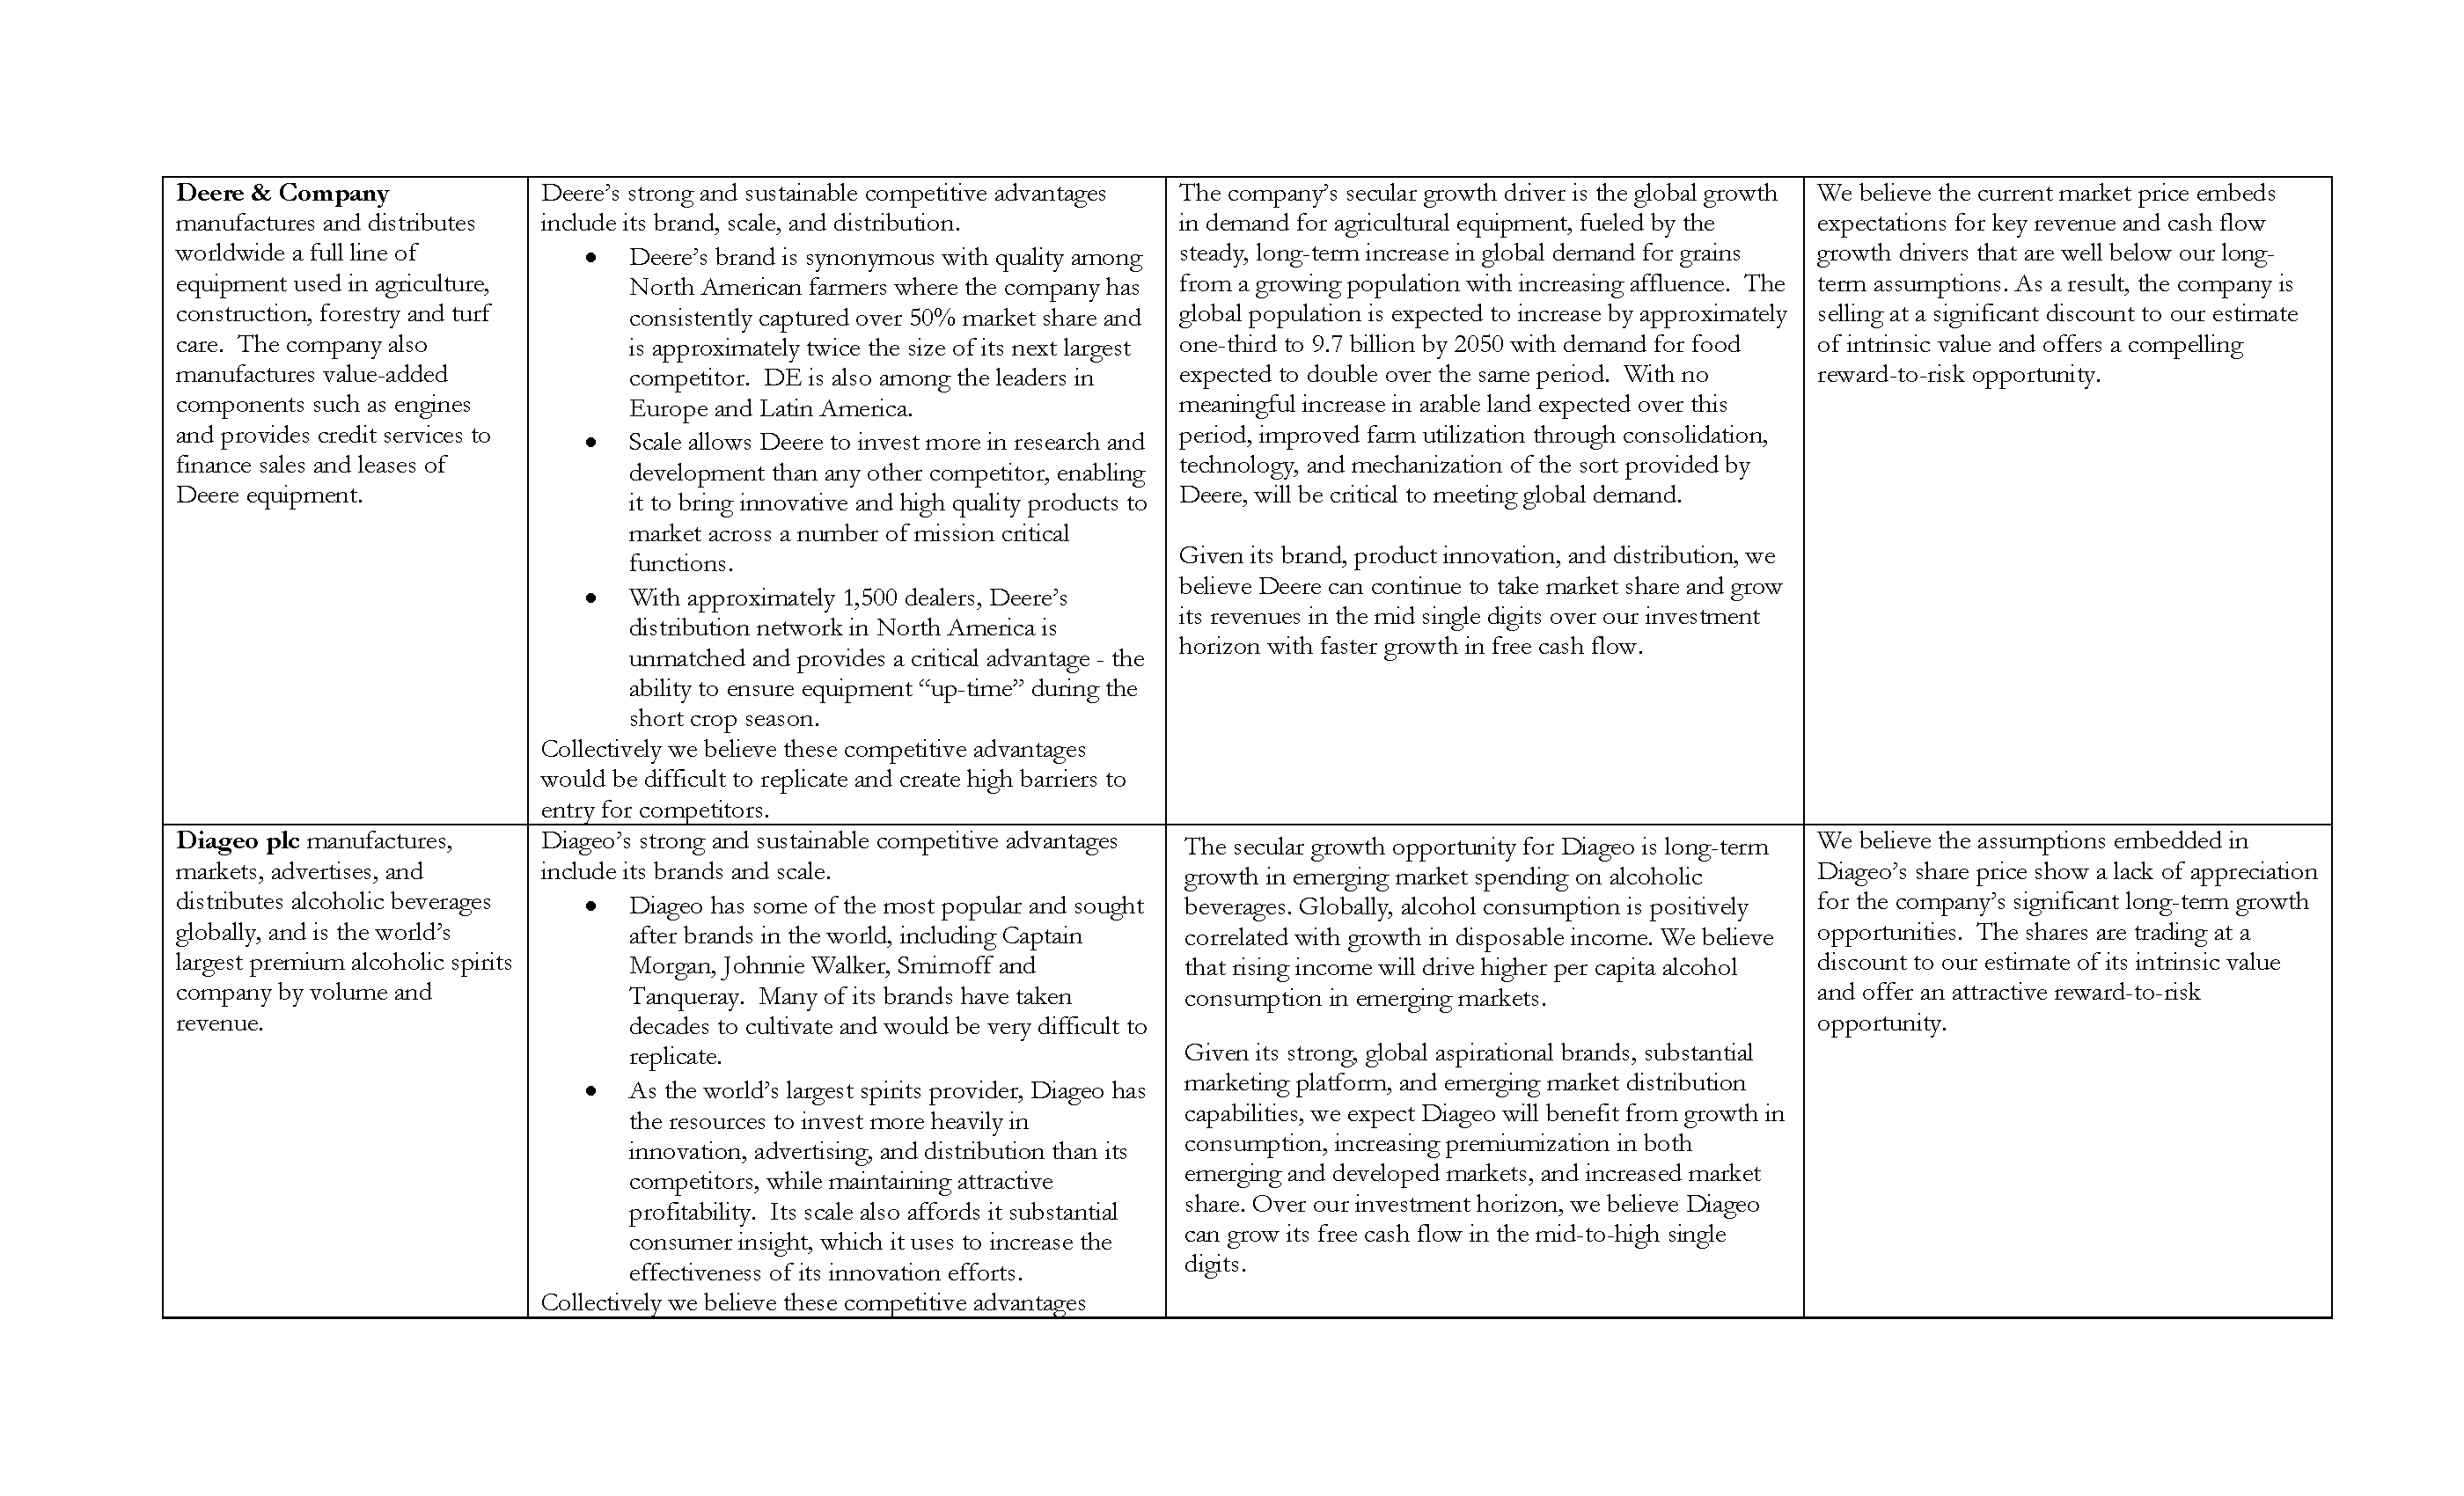 Deere & Company
manufactures and distributes
worldwide a full line of
equipment used in agriculture,
construction, forestry and turf
care.  The company also
manufactures value-added
components such as engines
and provides credit services to
finance sales and leases of
Deere equipment.
Deere’s strong and sustainable competitive advantages
include its brand, scale, and distribution.
• Deere’s brand is synonymous with quality among
North American farmers where the company has
consistently captured over 50% market share and
is approximately twice the size of its next largest
competitor.  DE is also among the leaders in
Europe and Latin America.
• Scale allows Deere to invest more in research and
development than any other competitor, enabling
it to bring innovative and high quality products to
market across a number of mission critical
functions.
• With approximately 1,500 dealers, Deere’s
distribution network in North America is
unmatched and provides a critical advantage - the
ability to ensure equipment “up-time” during the
short crop season.
Collectively we believe these competitive advantages
would be difficult to replicate and create high barriers to
entry for competitors.
The company’s secular growth driver is the global growth
in demand for agricultural equipment, fueled by the
steady, long-term increase in global demand for grains
from a growing population with increasing affluence.  The
global population is expected to increase by approximately
one-third to 9.7 billion by 2050 with demand for food
expected to double over the same period.  With no
meaningful increase in arable land expected over this
period, improved farm utilization through consolidation,
technology, and mechanization of the sort provided by
Deere, will be critical to meeting global demand.
Given its brand, product innovation, and distribution, we
believe Deere can continue to take market share and grow
its revenues in the mid single digits over our investment
horizon with faster growth in free cash flow.
We believe the current market price embeds
expectations for key revenue and cash flow
growth drivers that are well below our long-
term assumptions. As a result, the company is
selling at a significant discount to our estimate
of intrinsic value and offers a compelling
reward-to-risk opportunity.
Diageo plc manufactures,
markets, advertises, and
distributes alcoholic beverages
globally, and is the world’s
largest premium alcoholic spirits
company by volume and
revenue.
Diageo’s strong and sustainable competitive advantages
include its brands and scale.
• Diageo has some of the most popular and sought
after brands in the world, including Captain
Morgan, Johnnie Walker, Smirnoff and
Tanqueray.  Many of its brands have taken
decades to cultivate and would be very difficult to
replicate.
• As the world’s largest spirits provider, Diageo has
the resources to invest more heavily in
innovation, advertising, and distribution than its
competitors, while maintaining attractive
profitability.  Its scale also affords it substantial
consumer insight, which it uses to increase the
effectiveness of its innovation efforts.
Collectively we believe these competitive advantages
The secular growth opportunity for Diageo is long-term
growth in emerging market spending on alcoholic
beverages. Globally, alcohol consumption is positively
correlated with growth in disposable income. We believe
that rising income will drive higher per capita alcohol
consumption in emerging markets.
Given its strong, global aspirational brands, substantial
marketing platform, and emerging market distribution
capabilities, we expect Diageo will benefit from growth in
consumption, increasing premiumization in both
emerging and developed markets, and increased market
share. Over our investment horizon, we believe Diageo
can grow its free cash flow in the mid-to-high single
digits.
We believe the assumptions embedded in
Diageo’s share price show a lack of appreciation
for the company’s significant long-term growth
opportunities.  The shares are trading at a
discount to our estimate of its intrinsic value
and offer an attractive reward-to-risk
opportunity.